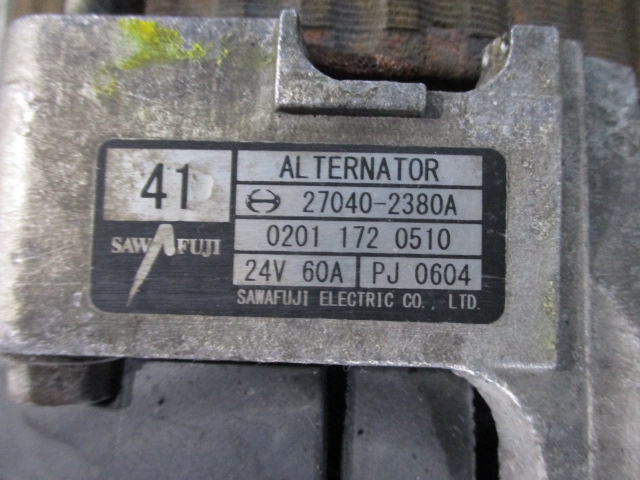 41
ALTERNATOR
27040-2380A
SAWAFUJI
0201 172 0510
24V 60A PJ 0604
SAWAFUJI ELECTRIC CO., LTD.